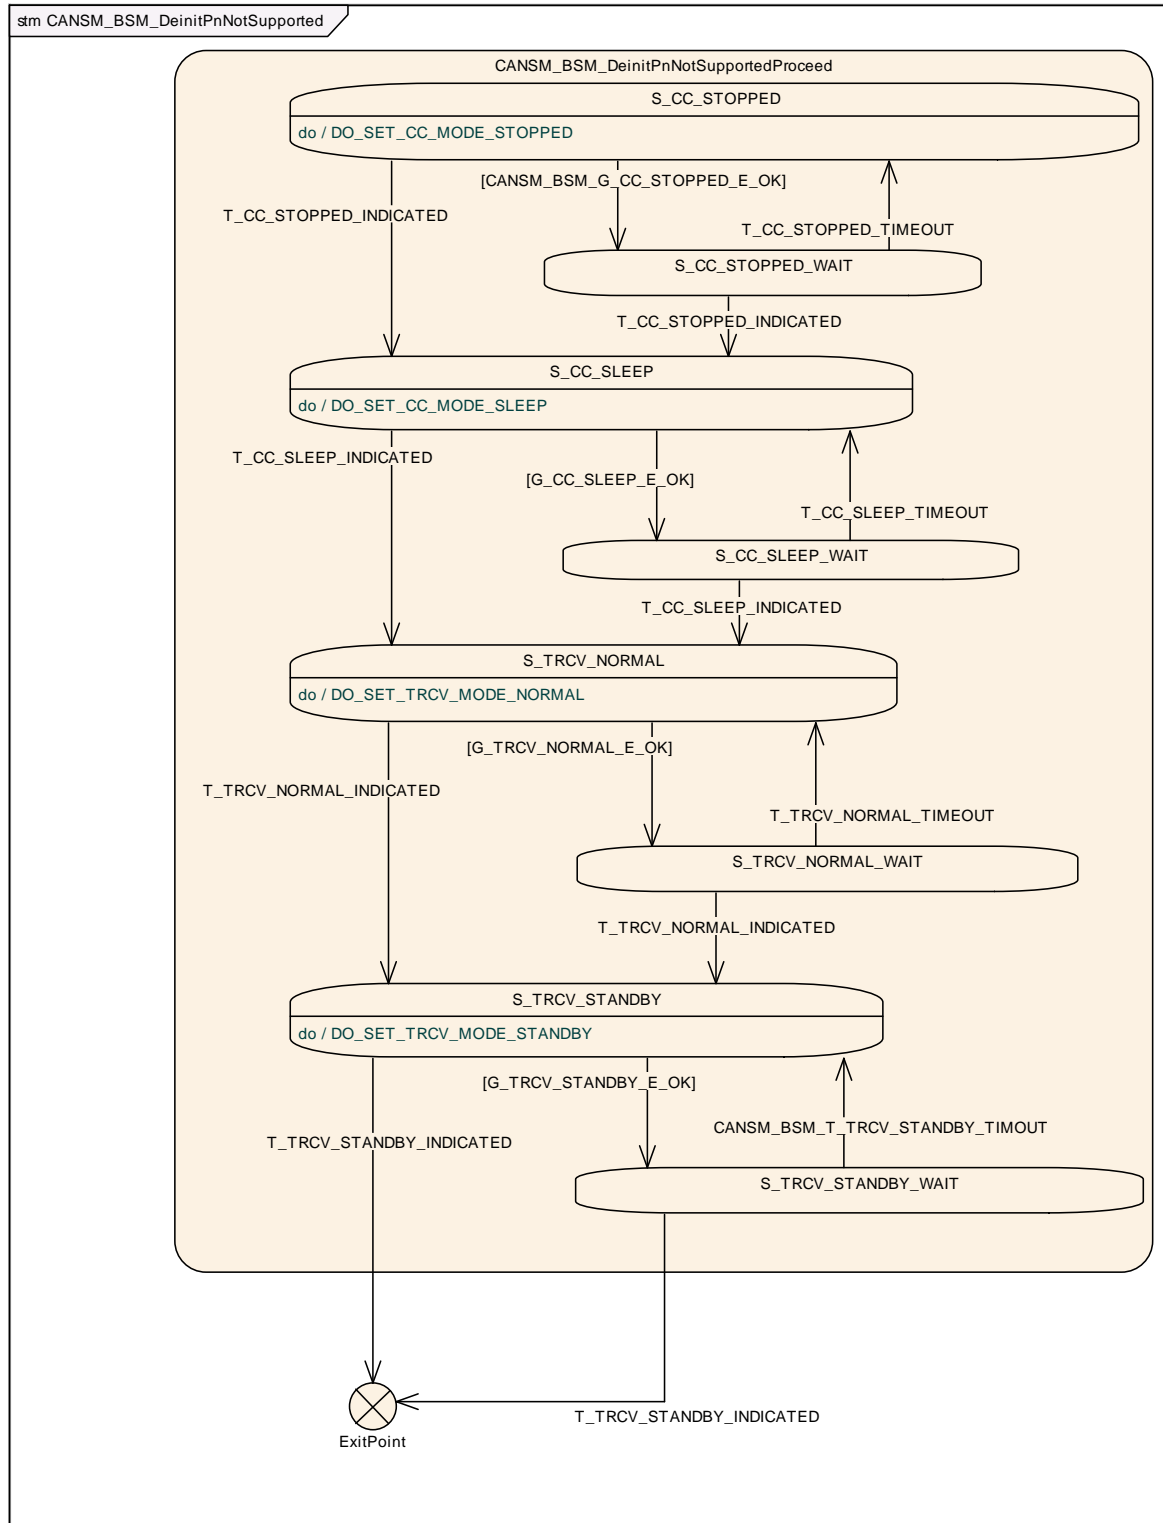 stm CANSM_BSM_DeinitPnNotSupported
CANSM_BSM_DeinitPnNotSupportedProceed
S_CC_STOPPED
do / DO_SET_CC_MODE_STOPPED
[CANSM_BSM_G_CC_STOPPED_E_OK]
T_CC_STOPPED_INDICATED
T_CC_STOPPED_TIMEOUT
S_CC_STOPPED_WAIT
T_CC_STOPPED_INDICATED
S_CC_SLEEP
do / DO_SET_CC_MODE_SLEEP
T_CC_SLEEP_INDICATED
[G_CC_SLEEP_E_OK]
T_CC_SLEEP_TIMEOUT
S_CC_SLEEP_WAIT
T_CC_SLEEP_INDICATED
S_TRCV_NORMAL
do / DO_SET_TRCV_MODE_NORMAL
[G_TRCV_NORMAL_E_OK]
T_TRCV_NORMAL_INDICATED
T_TRCV_NORMAL_TIMEOUT
S_TRCV_NORMAL_WAIT
T_TRCV_NORMAL_INDICATED
S_TRCV_STANDBY
do / DO_SET_TRCV_MODE_STANDBY
[G_TRCV_STANDBY_E_OK]
CANSM_BSM_T_TRCV_STANDBY_TIMOUT
T_TRCV_STANDBY_INDICATED
S_TRCV_STANDBY_WAIT
T_TRCV_STANDBY_INDICATED
ExitPoint